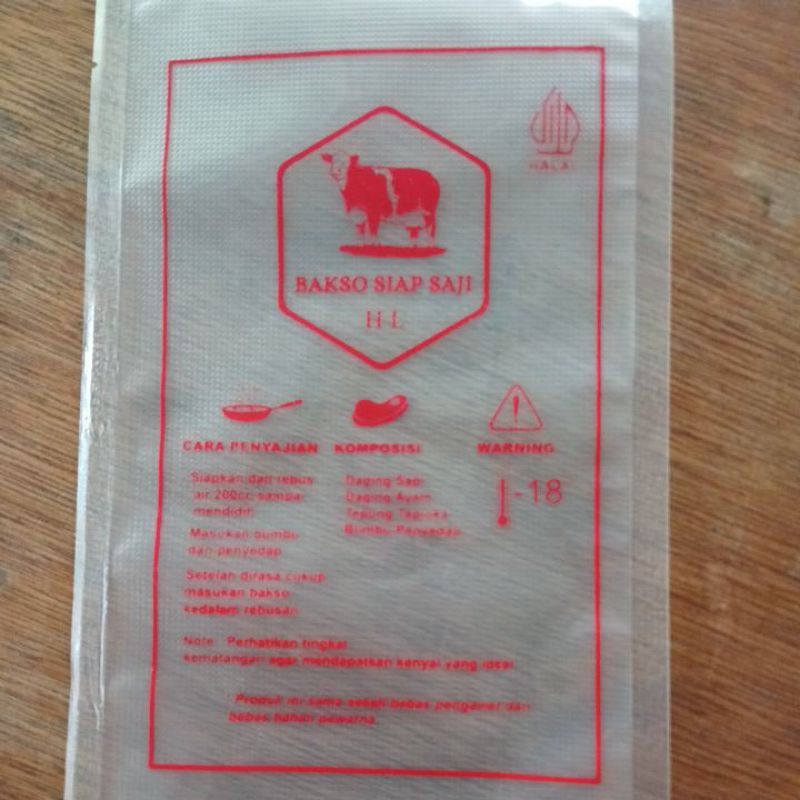 HALAL
BAKSO SIAP SAJI
H L
CARA PENYAJIAN
Siapkan dan rebus
air 200cc sampai
mendidih
Masukan bumbu
dan penyedap
Setelah dirasa cukup
masukan bakso
kedalam rebusan
KOMPOSISI
Daging Sapi
Daging Ayam
Tepung Tapioka
Bumbu Penyedap
WARNING
-18
Note : Perhatikan tingkat
kematangan agar mendapatkan kenyal yang ideal
Produk ini sama sekali bebas pengawet dan
bebas bahan pewarna.